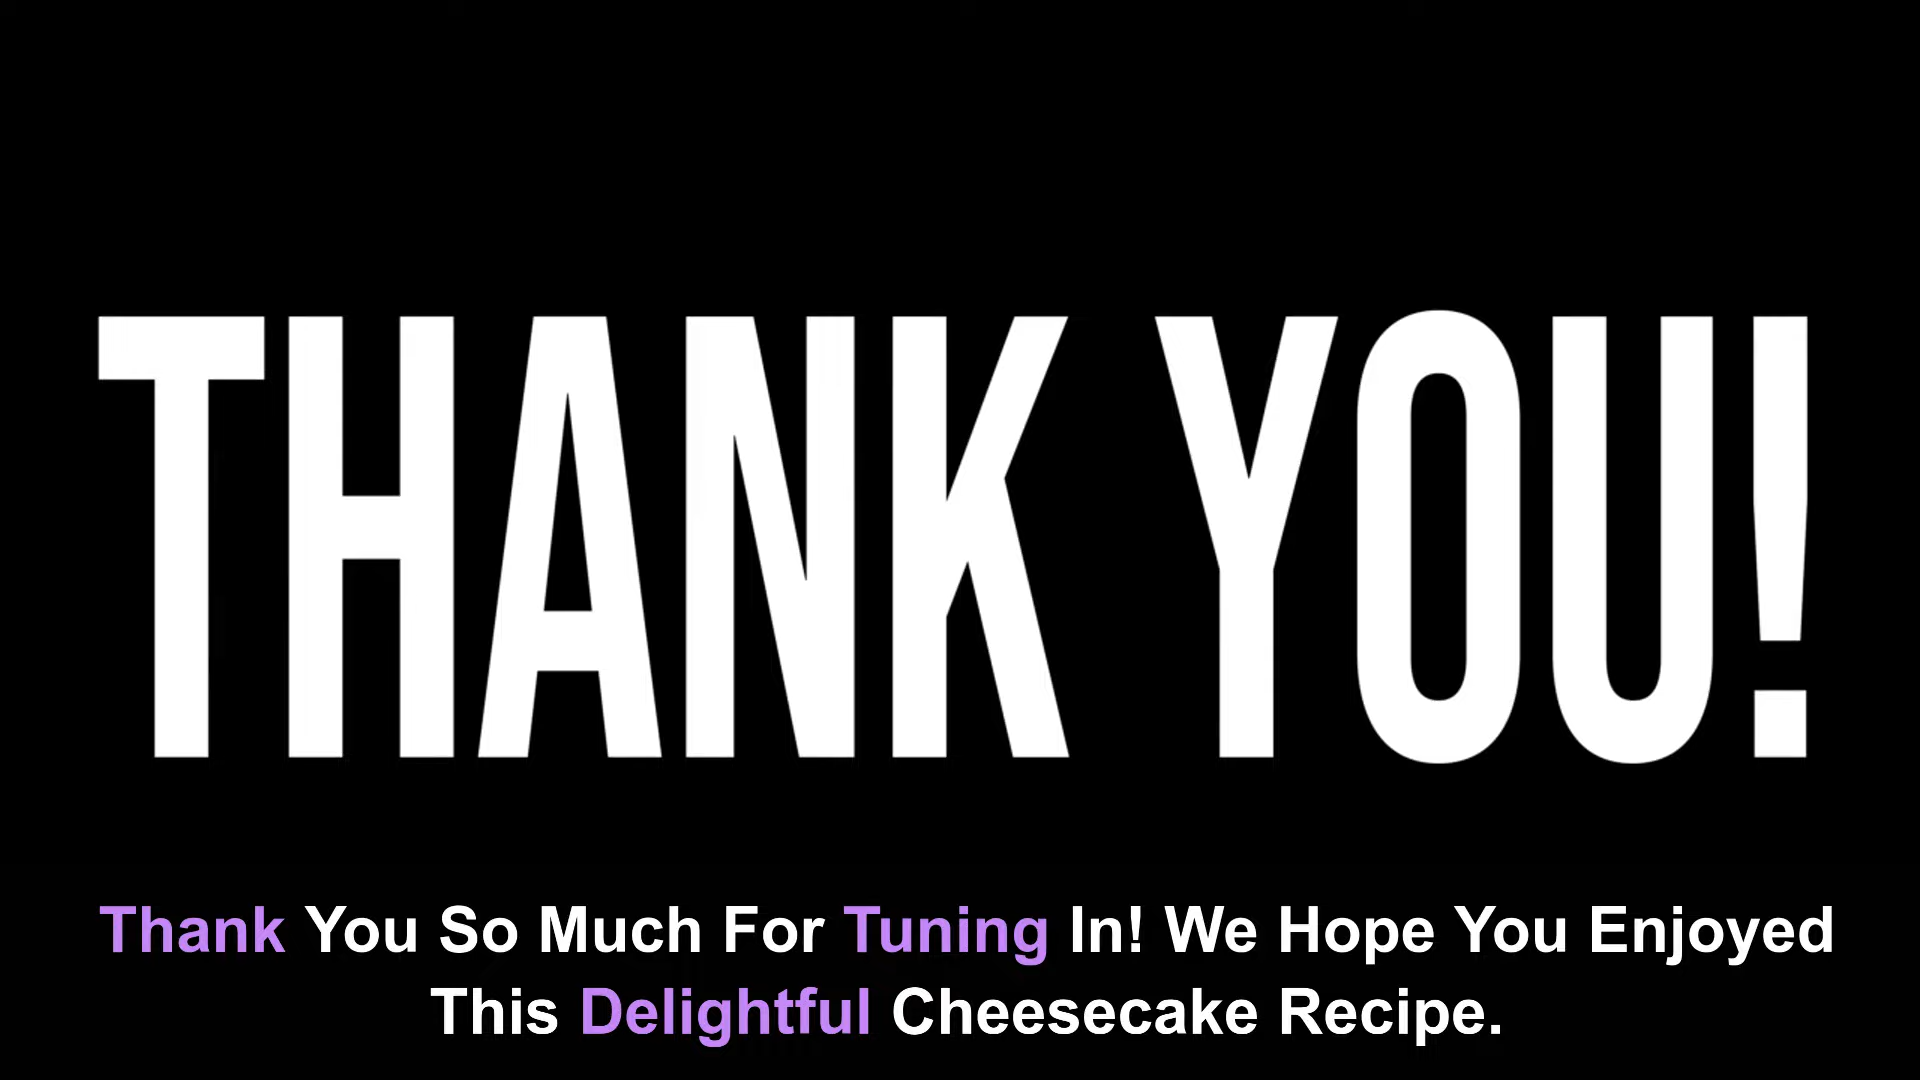 THANK YOU!
Thank You So Much For Tuning In! We Hope You Enjoyed
This Delightful Cheesecake Recipe.